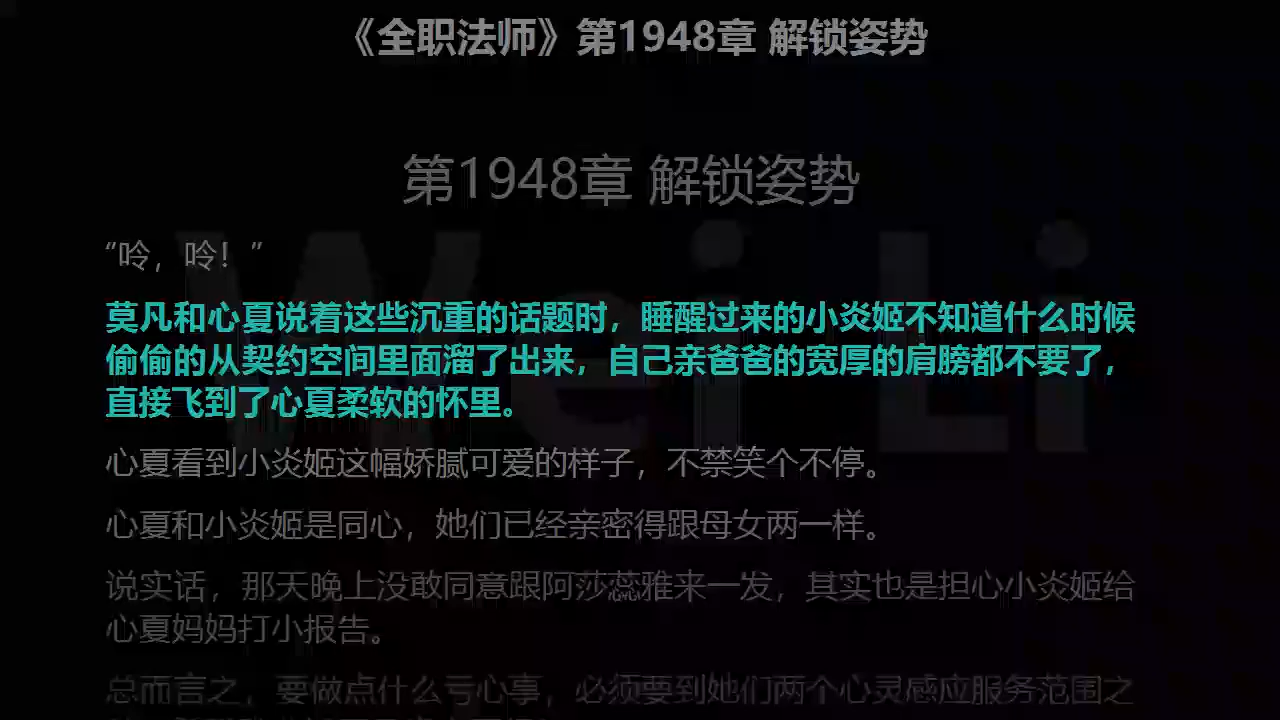 《全职法师》第1948章 解锁姿势
第1948章 解锁姿势
“呤，呤！”
莫凡和心夏说着这些沉重的话题时，睡醒过来的小炎姬不知道什么时候
偷偷的从契约空间里面溜了出来，自己亲爸爸的宽厚的肩膀都不要了，
直接飞到了心夏柔软的怀里。
心夏看到小炎姬这幅娇腻可爱的样子，不禁笑个不停。
心夏和小炎姬是同心，她们已经亲密得跟母女两一样。
说实话，那天晚上没敢同意跟阿莎蕊雅来一发，其实也是担心小炎姬给
心夏妈妈打小报告。
总而言之，要做点什么亏心事，必须要到她们两个心灵感应服务范围之
Wei Li